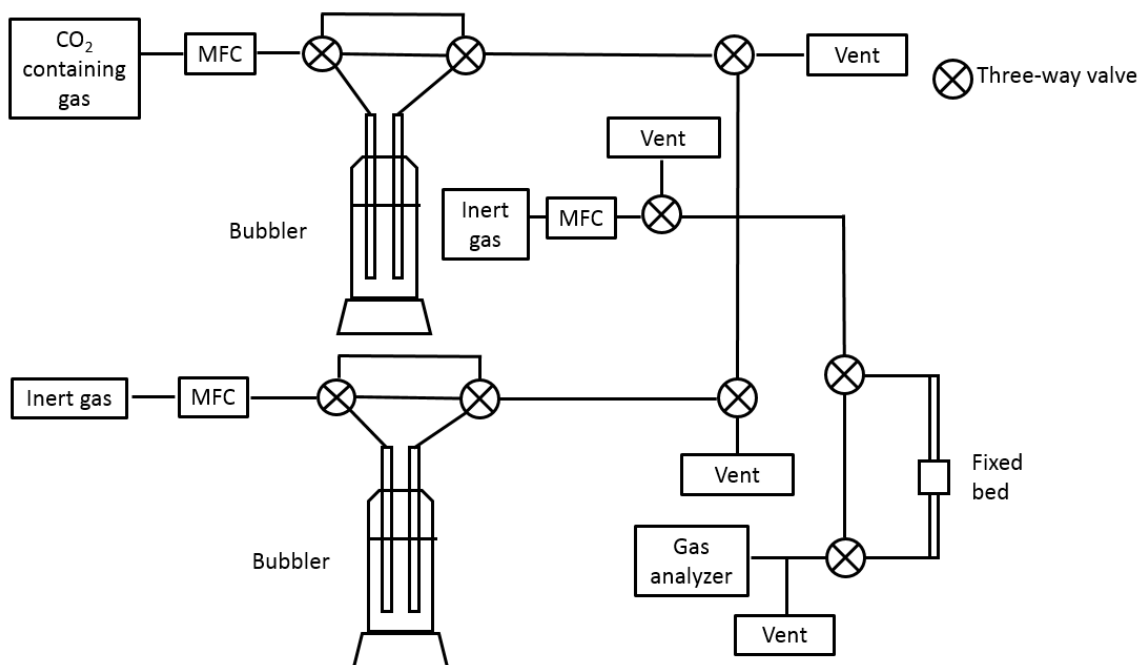 CO₂
containing
gas
MFC
Vent
Three-way valve
Vent
Inert
gas
MFC
Bubbler
Inert gas
MFC
Vent
Fixed
bed
Gas
analyzer
Bubbler
Vent